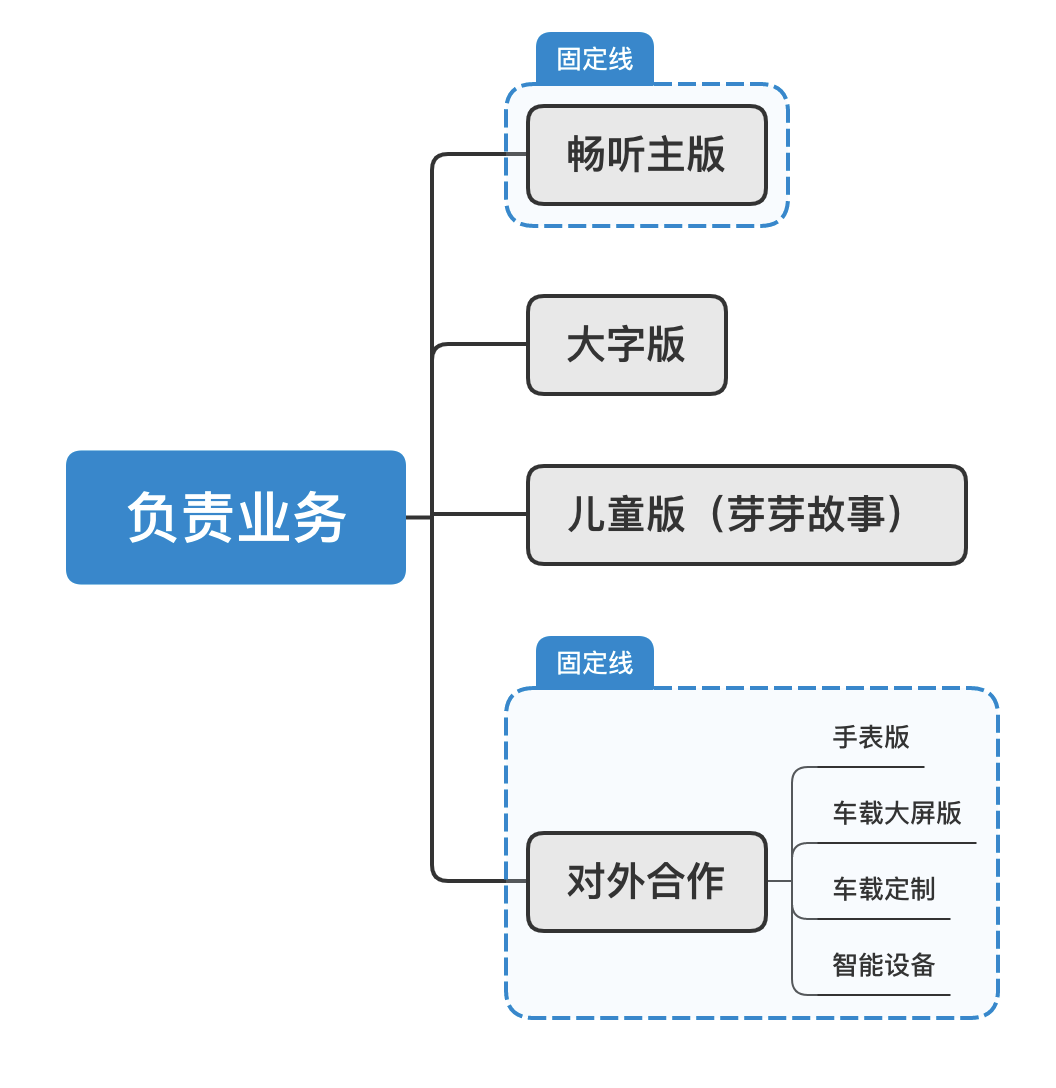 固定线
畅听主版
大字版
负责业务
儿童版（芽芽故事）
固定线
手表版
车载大屏版
对外合作
车载定制
智能设备